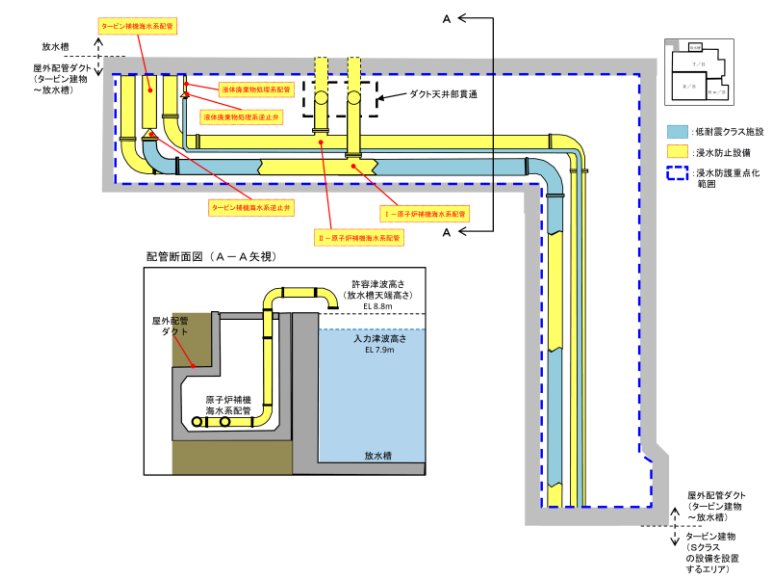 タービン補機海水系配管
A
放水槽
屋外配管ダクト
(タービン建物
~放水槽)
液体廃棄物処理系配管
液体廃棄物処理系逆止弁
ダクト天井部貫通
T/B
R/B
:低耐震クラス施設
:浸水防止設備
:浸水防護重点化
範囲
タービン補機海水系逆止弁
Ⅰ-原子炉補機海水系配管
Ⅱ-原子炉補機海水系配管
A
配管断面図(A-A矢視)
許容津波高さ
(放水槽天端高さ)
EL 8.8m
屋外配管
ダクト
入力津波高さ
EL 7.9m
原子炉補機
海水系配管
放水槽
屋外配管ダクト
(タービン建物
~放水槽)
タービン建物
(Sクラス
の設備を設置
するエリア)